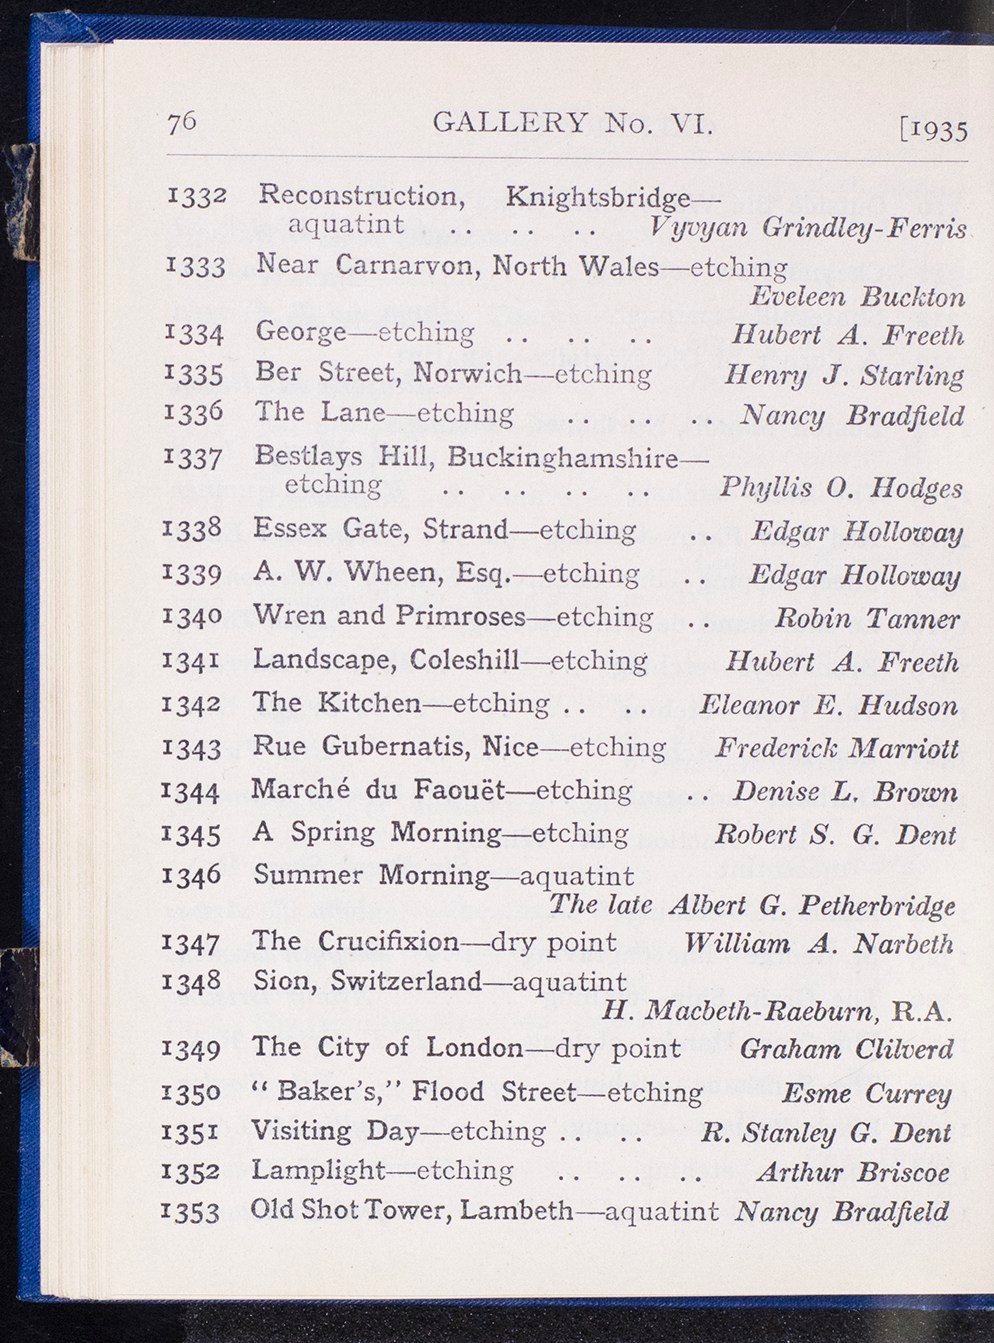 76 GALLERY No. VI. [1935
1332 Reconstruction, Knightsbridge—
aquatint .. .. .. Vyvyan Grindley-Ferris
1333 Near Carnarvon, North Wales—etching
Eveleen Buckton
1334 George—etching .. .. .. Hubert A. Freeth
1335 Ber Street, Norwich—etching Henry J. Starling
1336 The Lane—etching .. .. .. Nancy Bradfield
1337 Bestlays Hill, Buckinghamshire—
etching .. .. .. .. Phyllis O. Hodges
1338 Essex Gate, Strand—etching .. Edgar Holloway
1339 A. W. Wheen, Esq.—etching .. Edgar Holloway
1340 Wren and Primroses—etching .. Robin Tanner
1341 Landscape, Coleshill—etching Hubert A. Freeth
1342 The Kitchen—etching .. .. Eleanor E. Hudson
1343 Rue Gubernatis, Nice—etching Frederick Marriott
1344 Marché du Faouët—etching .. Denise L. Brown
1345 A Spring Morning—etching Robert S. G. Dent
1346 Summer Morning—aquatint
The late Albert G. Petherbridge
1347 The Crucifixion—dry point William A. Narbeth
1348 Sion, Switzerland—aquatint
H. Macbeth-Raeburn, R.A.
1349 The City of London—dry point Graham Clilverd
1350 “ Baker’s,” Flood Street—etching Esme Currey
1351 Visiting Day—etching .. .. R. Stanley G. Dent
1352 Lamplight—etching .. .. .. Arthur Briscoe
1353 Old Shot Tower, Lambeth—aquatint Nancy Bradfield